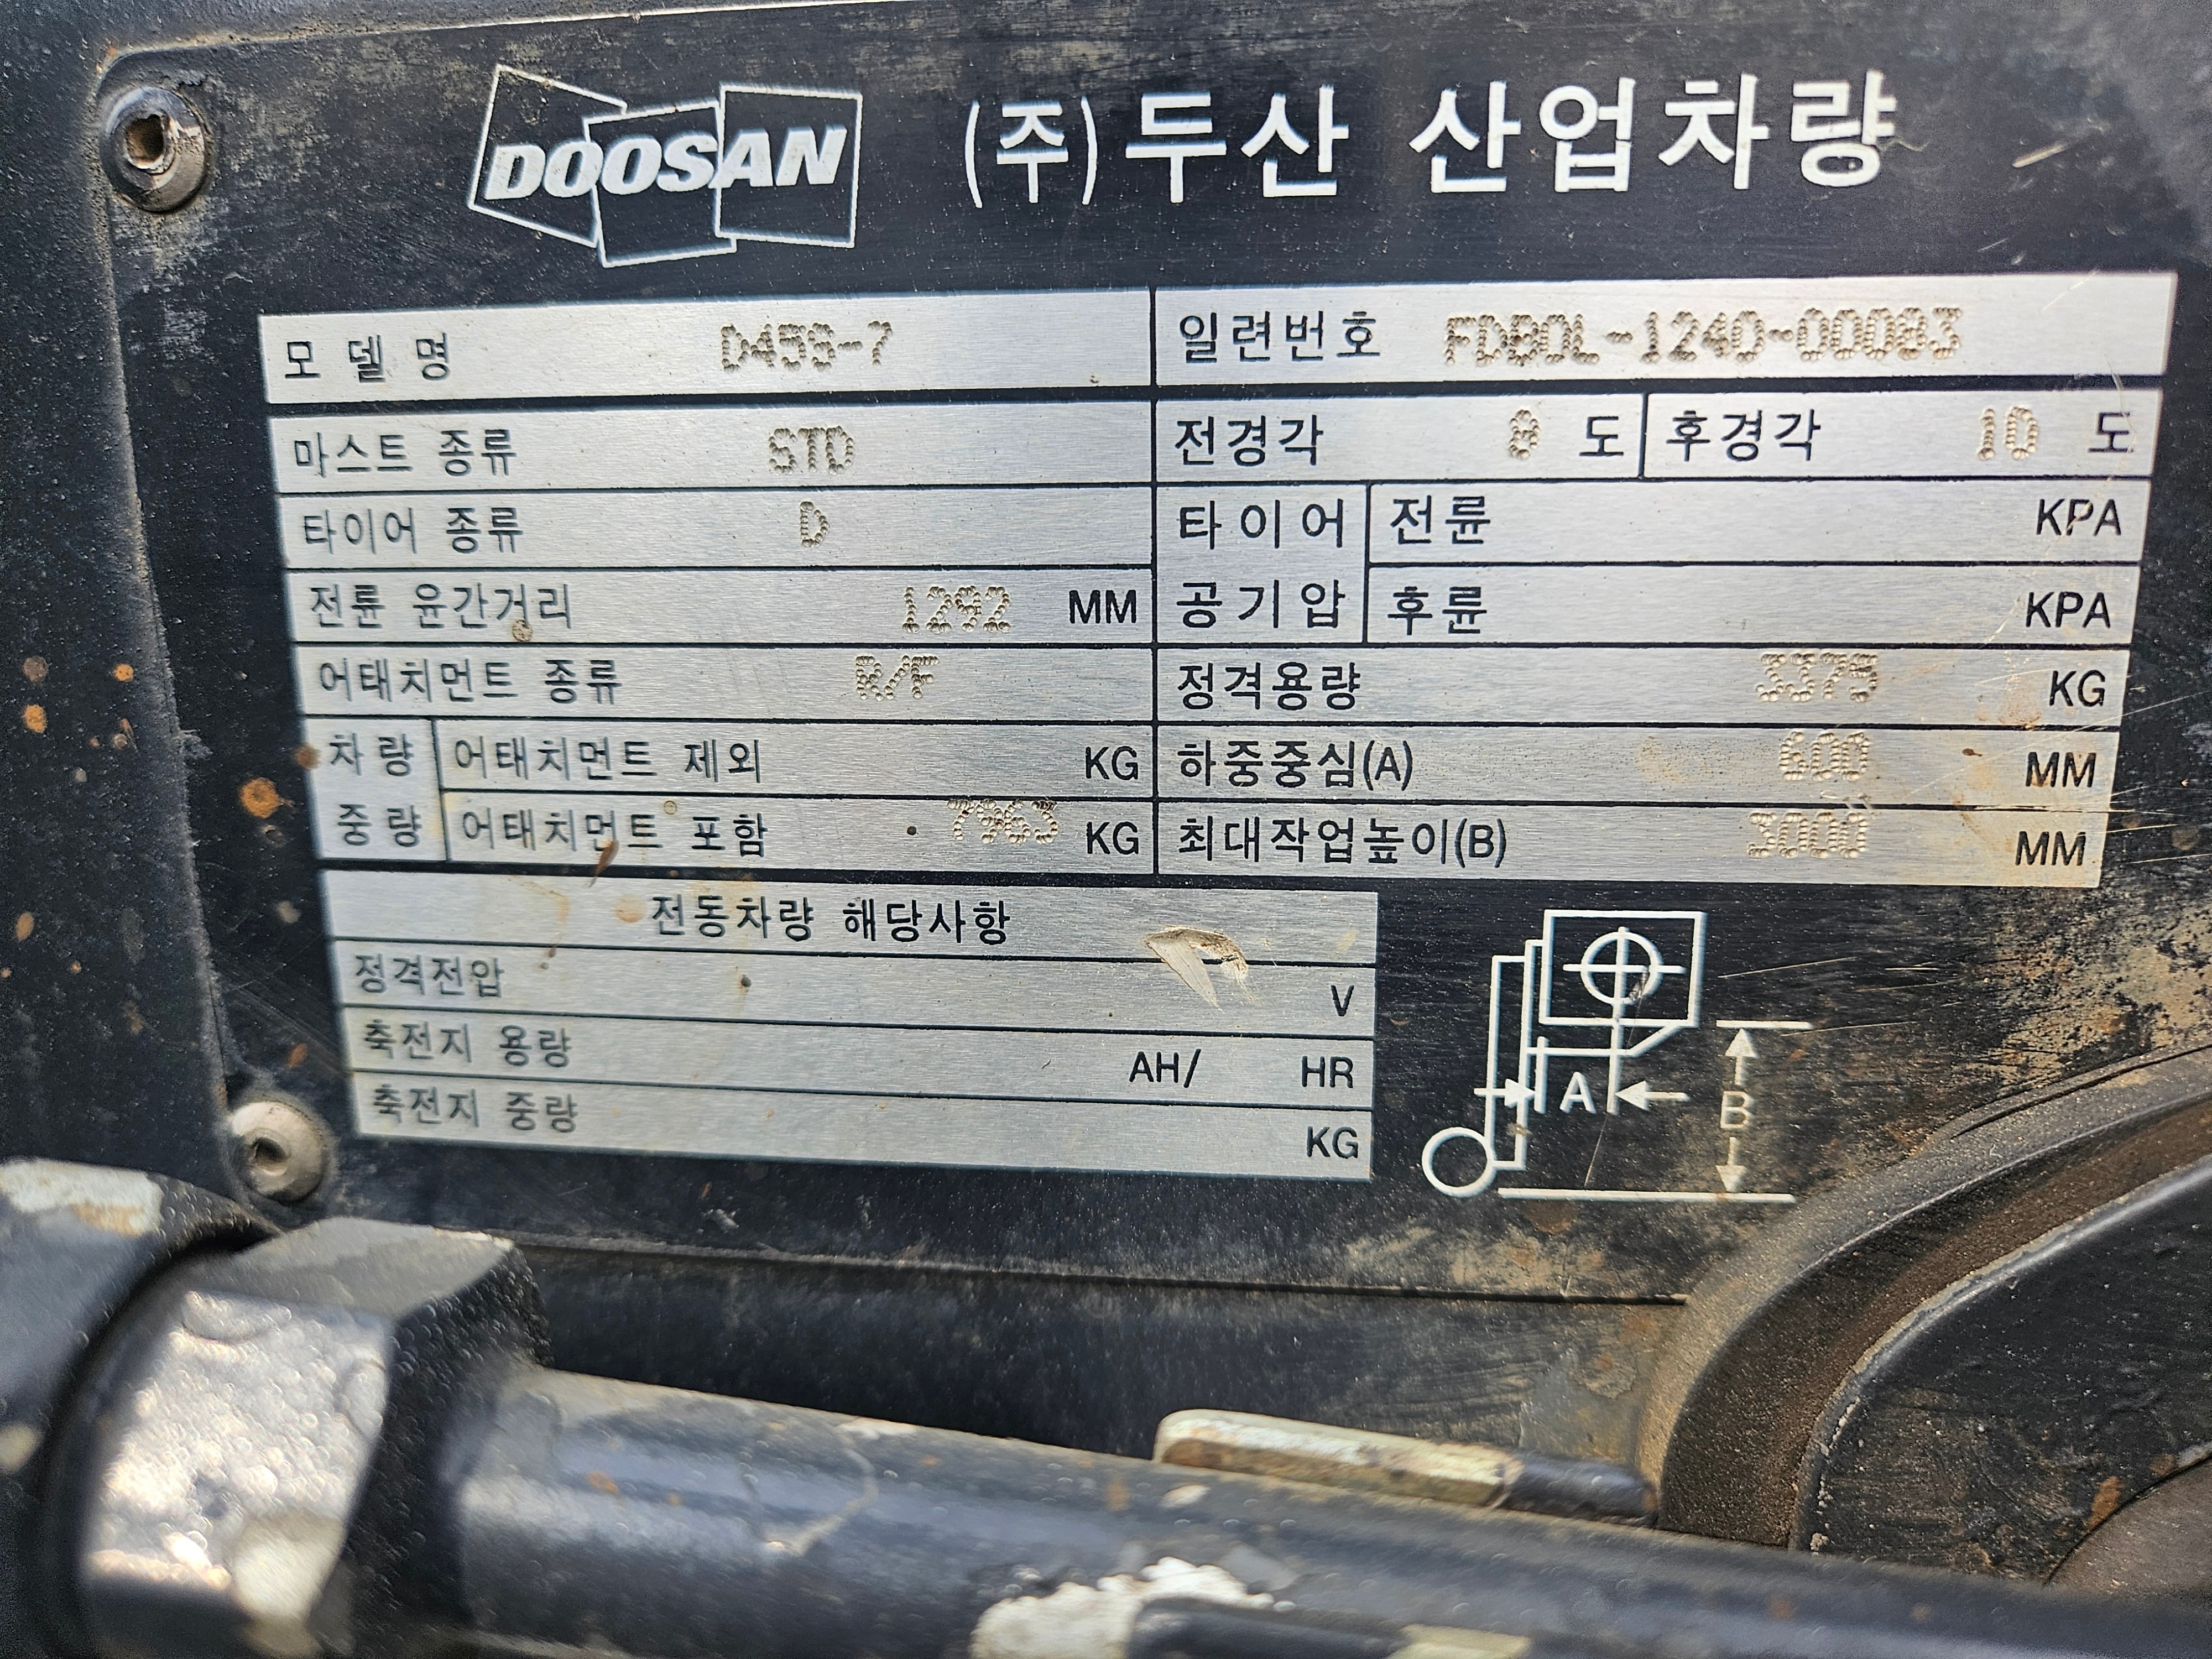 DOOSAN (주)두산 산업차량
모 델 명 D45S-7 일련번호 FDB0L-1240-00083
마스트 종류 STD 전경각 8 도 후경각 10 도
타이어 종류 D 타이어 공기압 전륜 KPA
전륜 윤간거리 1292 MM 후륜 KPA
어태치먼트 종류 R/F 정격용량 3375 KG
차량 중량 어태치먼트 제외 KG 하중중심(A) 600 MM
어태치먼트 포함 7963 KG 최대작업높이(B) 3000 MM
전동차량 해당사항
정격전압 V
축전지 용량 AH/ HR
축전지 중량 KG
A
B